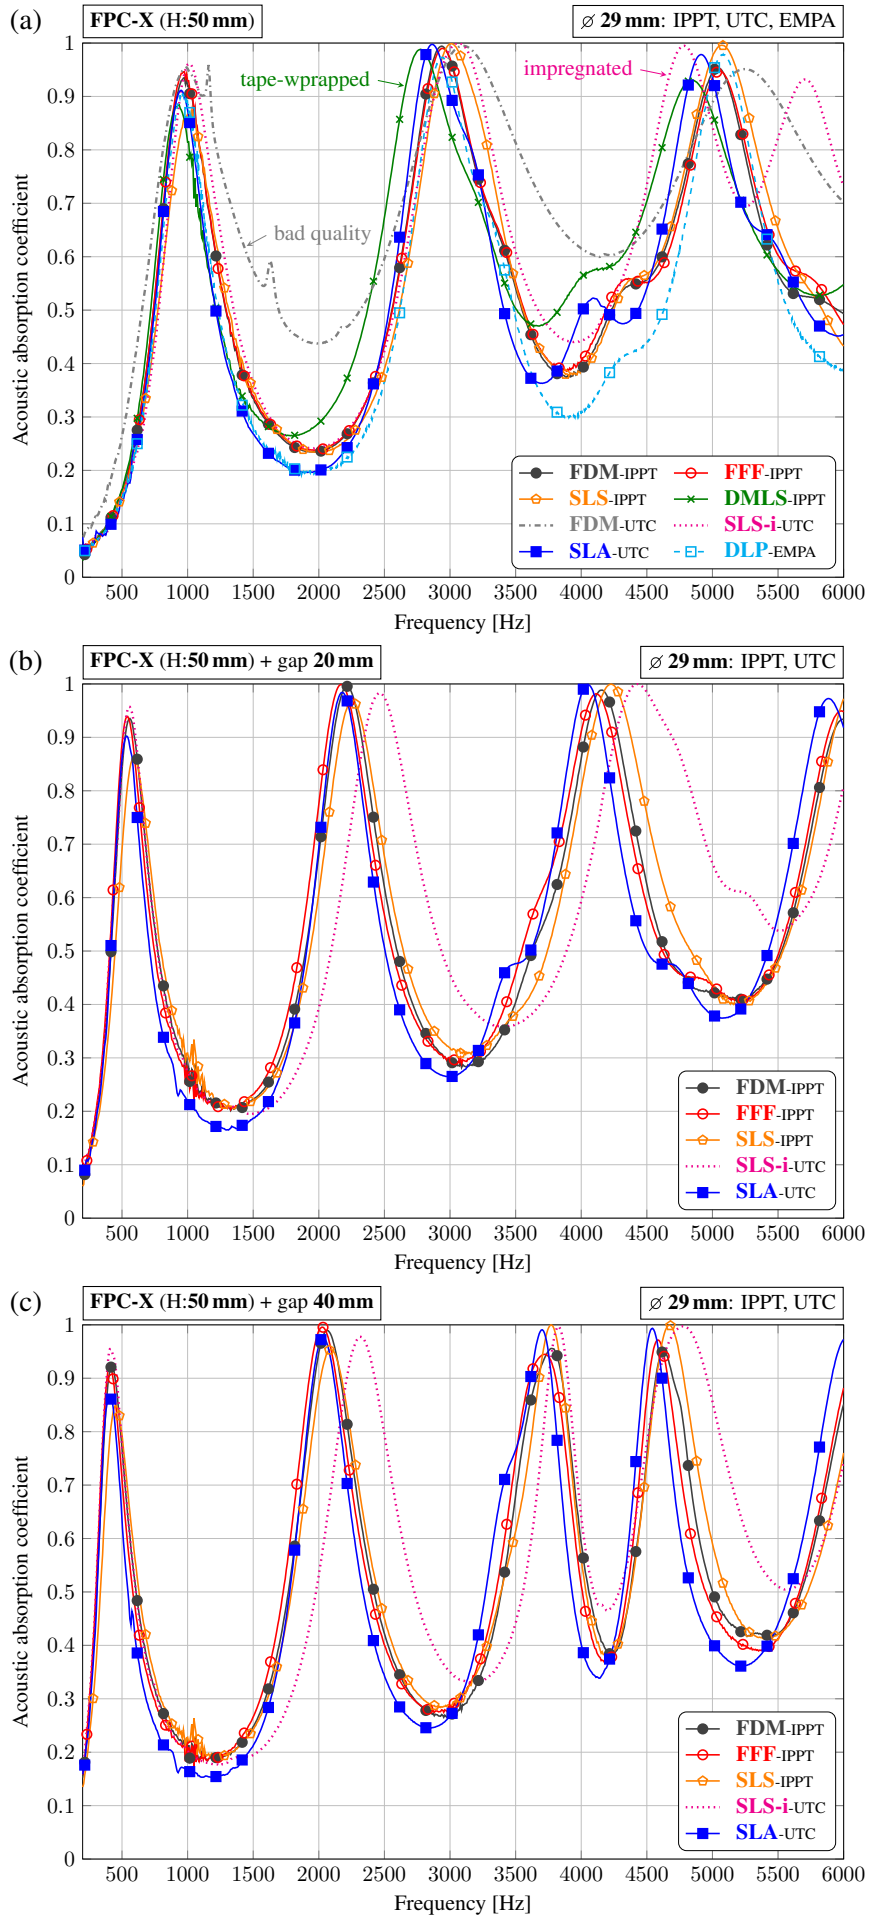 (a)
FPC-X (H:50 mm)
⌀ 29 mm: IPPT, UTC, EMPA
tape-wprapped
impregnated
bad quality
Acoustic absorption coefficient
1
0.9
0.8
0.7
0.6
0.5
0.4
0.3
0.2
0.1
0
FDM-IPPT
FFF-IPPT
SLS-IPPT
DMLS-IPPT
FDM-UTC
SLS-i-UTC
SLA-UTC
DLP-EMPA
500 1000 1500 2000 2500 3000 3500 4000 4500 5000 5500 6000
Frequency [Hz]
(b)
FPC-X (H:50 mm) + gap 20 mm
⌀ 29 mm: IPPT, UTC
Acoustic absorption coefficient
1
0.9
0.8
0.7
0.6
0.5
0.4
0.3
0.2
0.1
0
FDM-IPPT
FFF-IPPT
SLS-IPPT
SLS-i-UTC
SLA-UTC
500 1000 1500 2000 2500 3000 3500 4000 4500 5000 5500 6000
Frequency [Hz]
(c)
FPC-X (H:50 mm) + gap 40 mm
⌀ 29 mm: IPPT, UTC
Acoustic absorption coefficient
1
0.9
0.8
0.7
0.6
0.5
0.4
0.3
0.2
0.1
0
FDM-IPPT
FFF-IPPT
SLS-IPPT
SLS-i-UTC
SLA-UTC
500 1000 1500 2000 2500 3000 3500 4000 4500 5000 5500 6000
Frequency [Hz]